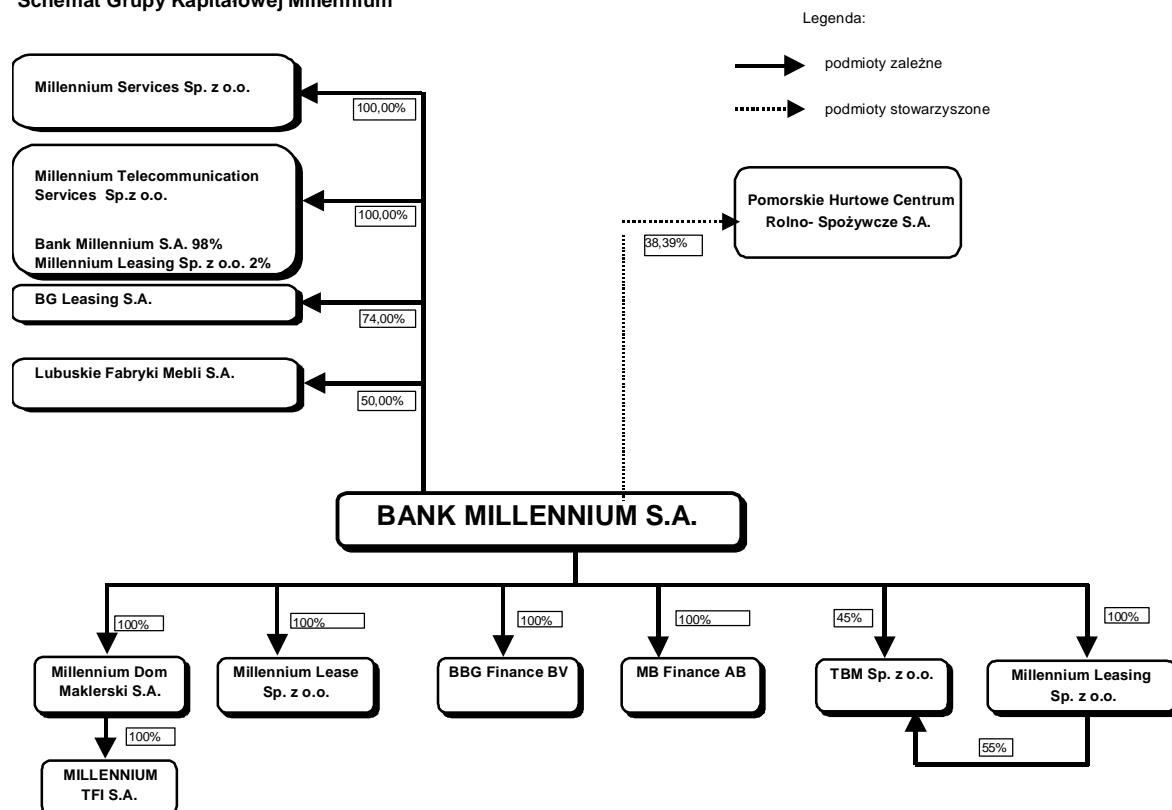 Schemat Grupy Kapitałowej Millennium
Legenda:
podmioty zależne
podmioty stowarzyszone
Millennium Services Sp. z o.o.
100,00%
Millennium Telecommunication
Services Sp.z o.o.
Bank Millennium S.A. 98%
Millennium Leasing Sp. z o.o. 2%
100,00%
Pomorskie Hurtowe Centrum
Rolno- Spożywcze S.A.
38,39%
BG Leasing S.A.
74,00%
Lubuskie Fabryki Mebli S.A.
50,00%
BANK MILLENNIUM S.A.
100%
100%
100%
100%
45%
100%
Millennium Dom
Maklerski S.A.
Millennium Lease
Sp. z o.o.
BBG Finance BV
MB Finance AB
TBM Sp. z o.o.
Millennium Leasing
Sp. z o.o.
100%
55%
MILLENNIUM
TFI S.A.